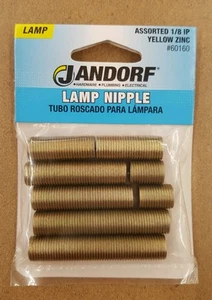 LAMP
ASSORTED 1/8 IP
YELLOW ZINC
#60160
JANDORF
HARDWARE • PLUMBING • ELECTRICAL
LAMP NIPPLE
TUBO ROSCADO PARA LÁMPARA